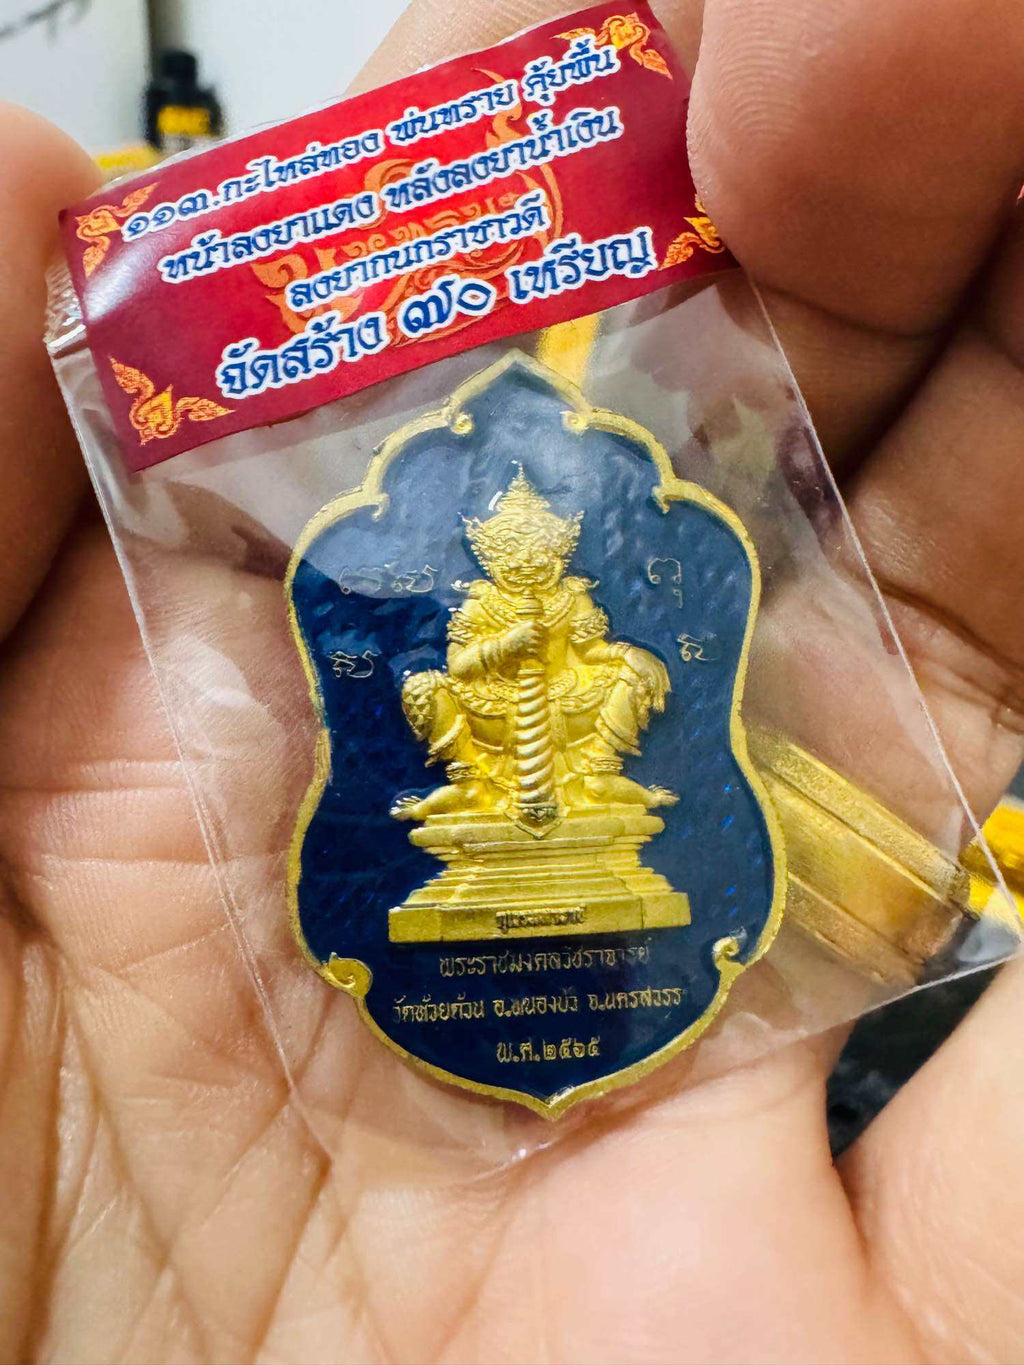 ๑๑๓.กะไหล่ทอง พ่นทราย คุ้ยพื้น
หน้าลงยาแดง หลังลงยาน้ำเงิน
ลงยากนกราชาวดี
จัดสร้าง ๗๐ เหรียญ
พระราชมงคลวัชราจารย์
วัดห้วยด้วน อ.หนองบัว จ.นครสวรรค์
พ.ศ.๒๕๖๕